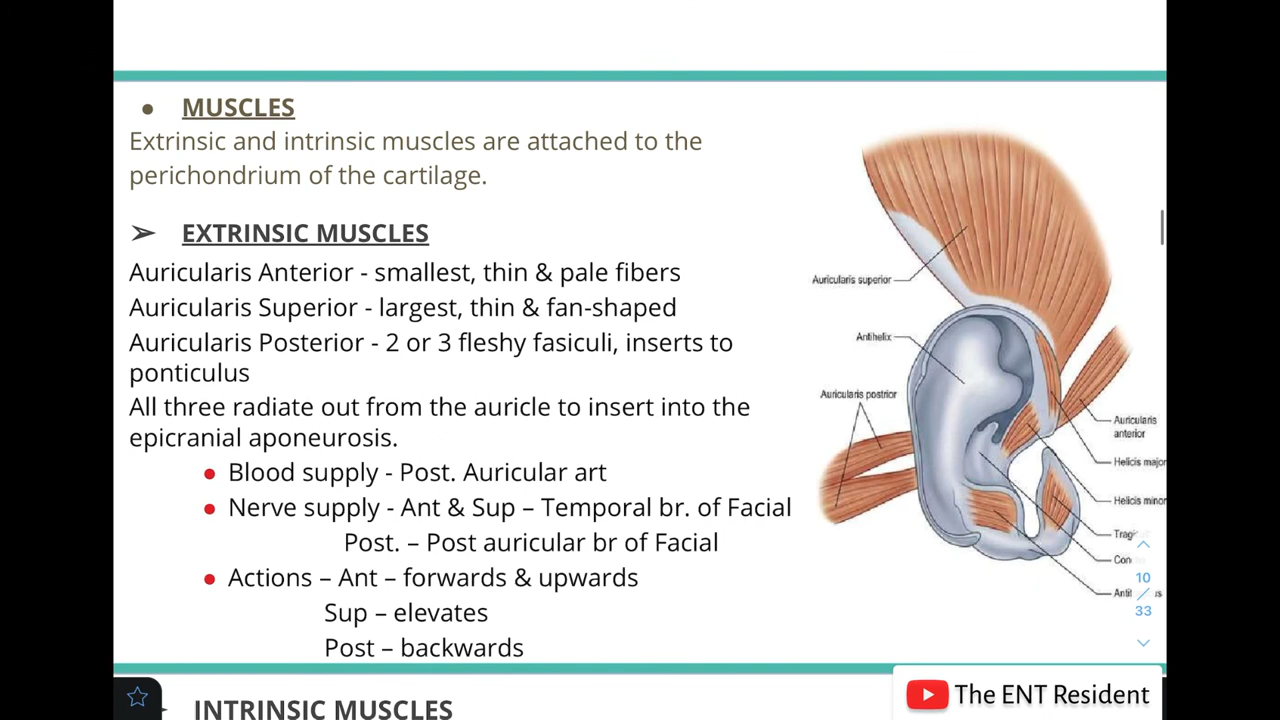 MUSCLES
Extrinsic and intrinsic muscles are attached to the
perichondrium of the cartilage.
EXTRINSIC MUSCLES
Auricularis Anterior - smallest, thin & pale fibers
Auricularis Superior - largest, thin & fan-shaped
Auricularis Posterior - 2 or 3 fleshy fasiculi, inserts to
ponticulus
All three radiate out from the auricle to insert into the
epicranial aponeurosis.
Blood supply - Post. Auricular art
Nerve supply - Ant & Sup – Temporal br. of Facial
Post. – Post auricular br of Facial
Actions – Ant – forwards & upwards
Sup – elevates
Post – backwards
INTRINSIC MUSCLES
Auricularis superior
Antihelix
Auricularis posterior
Auricularis
anterior
Helicis major
Helicis minor
10
33
The ENT Resident